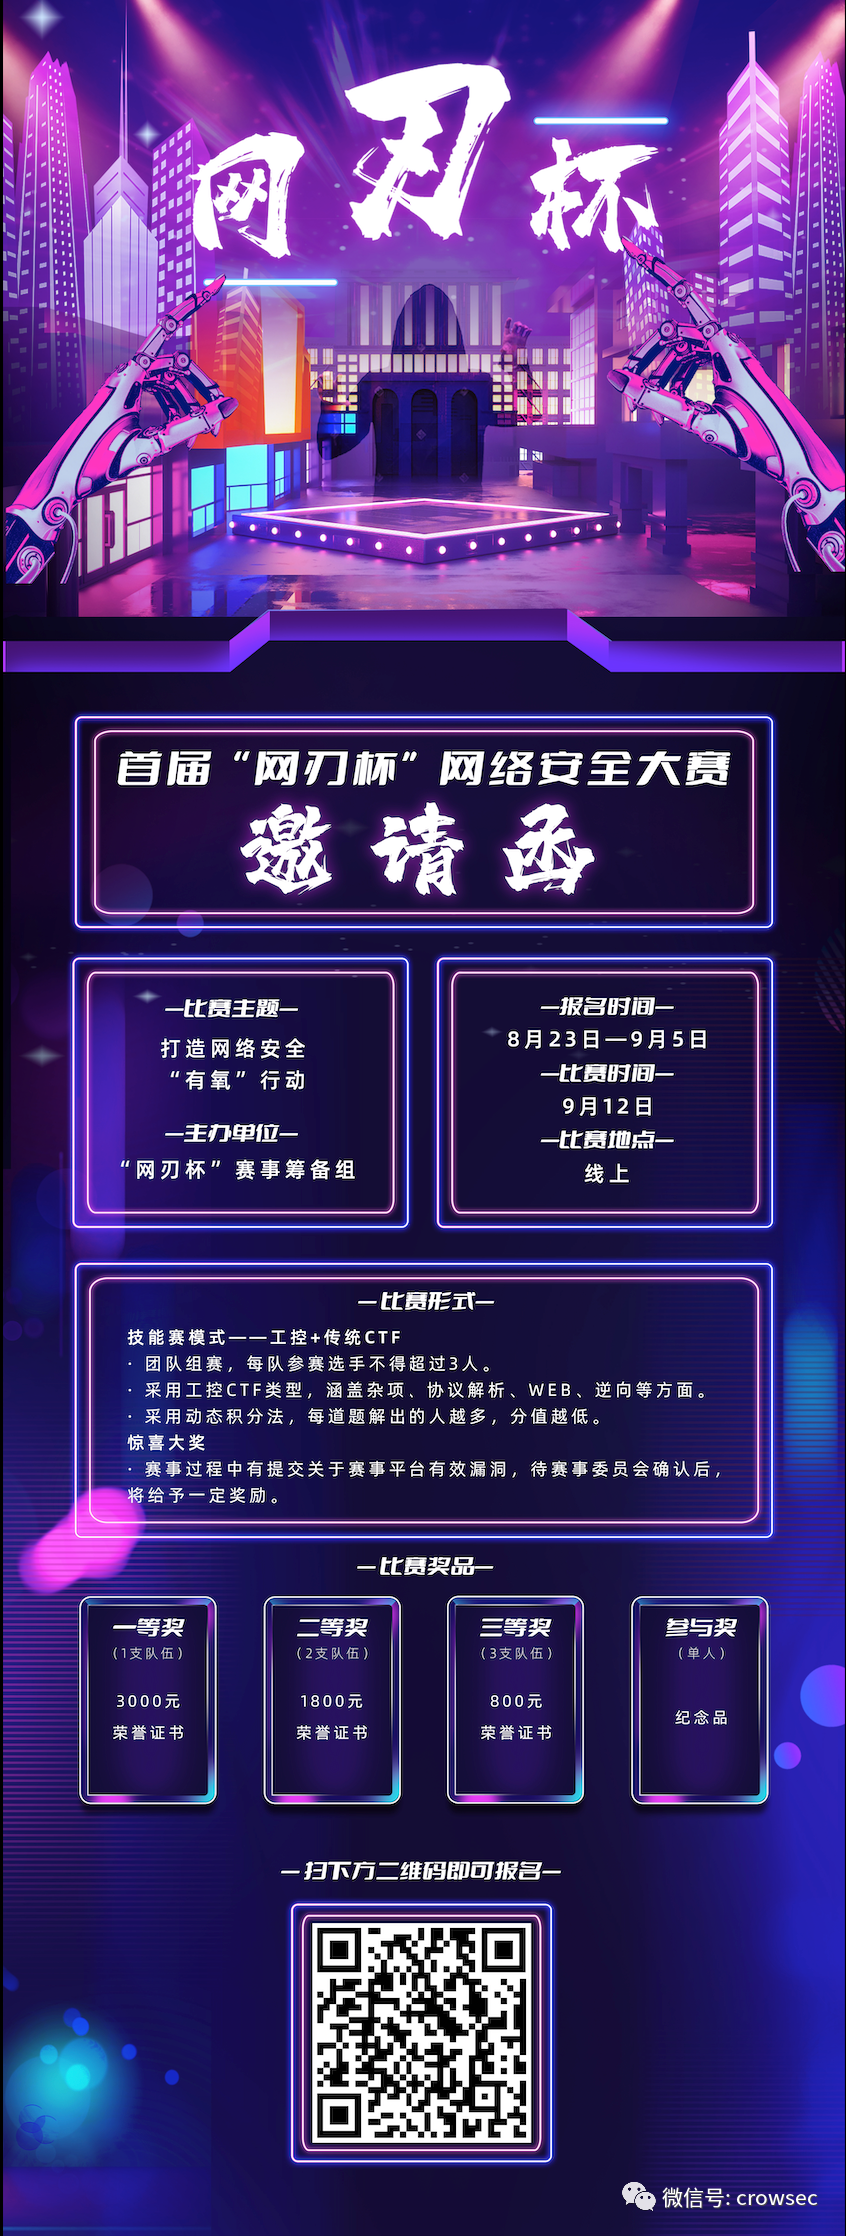 网刃杯
首届“网刃杯”网络安全大赛
邀请函
比赛主题
打造网络安全
“有氧”行动
主办单位
“网刃杯”赛事筹备组
报名时间
8月23日—9月5日
比赛时间
9月12日
比赛地点
线上
比赛形式
技能赛模式——工控+传统CTF
· 团队组赛，每队参赛选手不得超过3人。
· 采用工控CTF类型，涵盖杂项、协议解析、WEB、逆向等方面。
· 采用动态积分法，每道题解出的人越多，分值越低。
惊喜大奖
· 赛事过程中有提交关于赛事平台有效漏洞，待赛事委员会确认后，
将给予一定奖励。
比赛奖品
一等奖
（1支队伍）
3000元
荣誉证书
二等奖
（2支队伍）
1800元
荣誉证书
三等奖
（3支队伍）
800元
荣誉证书
参与奖
（单人）
纪念品
扫下方二维码即可报名
微信号: crowsec